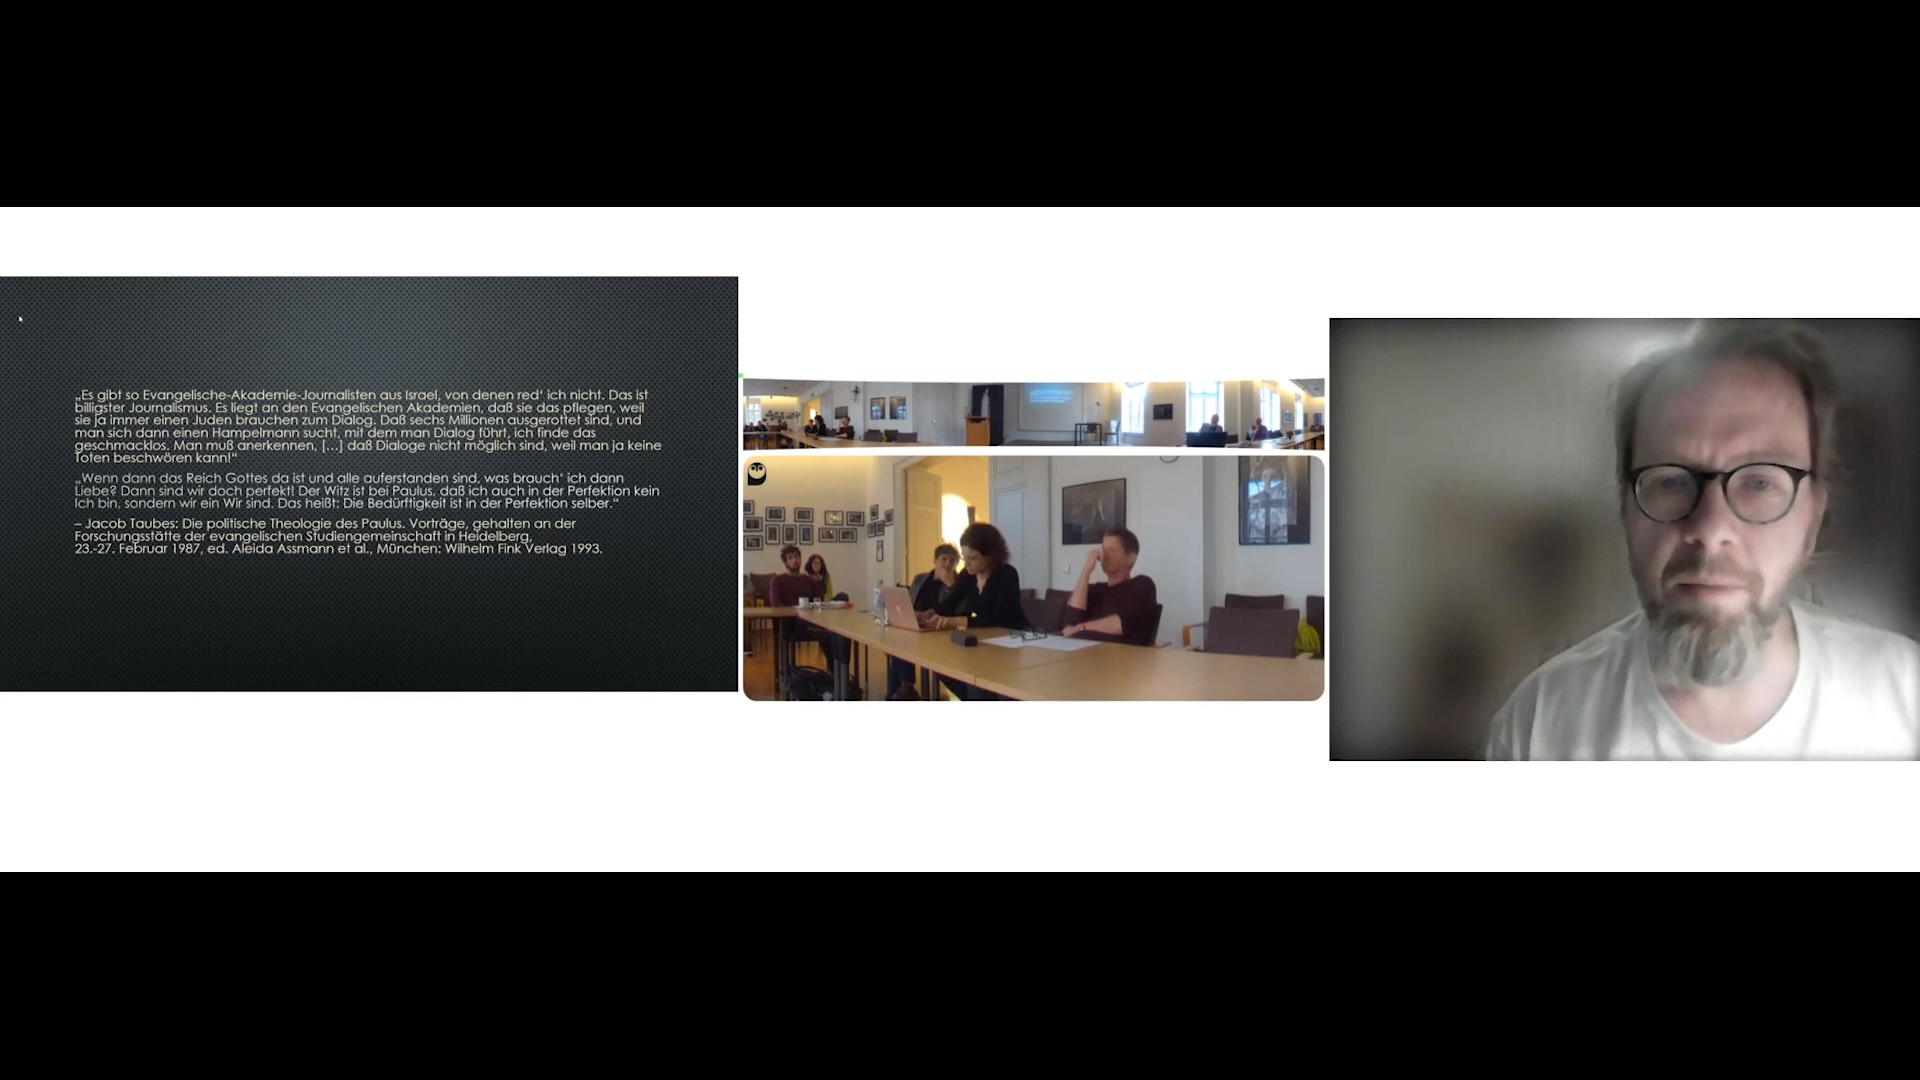 „Es gibt so Evangelische-Akademie-Journalisten aus Israel, von denen red‘ ich nicht. Das ist
billigster Journalismus. Es liegt an den Evangelischen Akademien, daß sie das pflegen, weil
sie ja immer einen Juden brauchen zum Dialog. Daß sechs Millionen ausgerottet sind, und
man sich dann einen Hampelmann sucht, mit dem man Dialog führt, ich finde das
geschmacklos. Man muß anerkennen, […] daß Dialoge nicht möglich sind, weil man ja keine
Toten beschwören kann!“
„Wenn dann das Reich Gottes da ist und alle auferstanden sind, was brauch‘ ich dann
Liebe? Dann sind wir doch perfekt! Der Witz ist bei Paulus, daß ich auch in der Perfektion kein
Ich bin, sondern wir ein Wir sind. Das heißt: Die Bedürftigkeit ist in der Perfektion selber.“
– Jacob Taubes: Die politische Theologie des Paulus. Vorträge, gehalten an der
Forschungsstätte der evangelischen Studiengemeinschaft in Heidelberg,
23.-27. Februar 1987, ed. Aleida Assmann et al., München: Wilhelm Fink Verlag 1993.